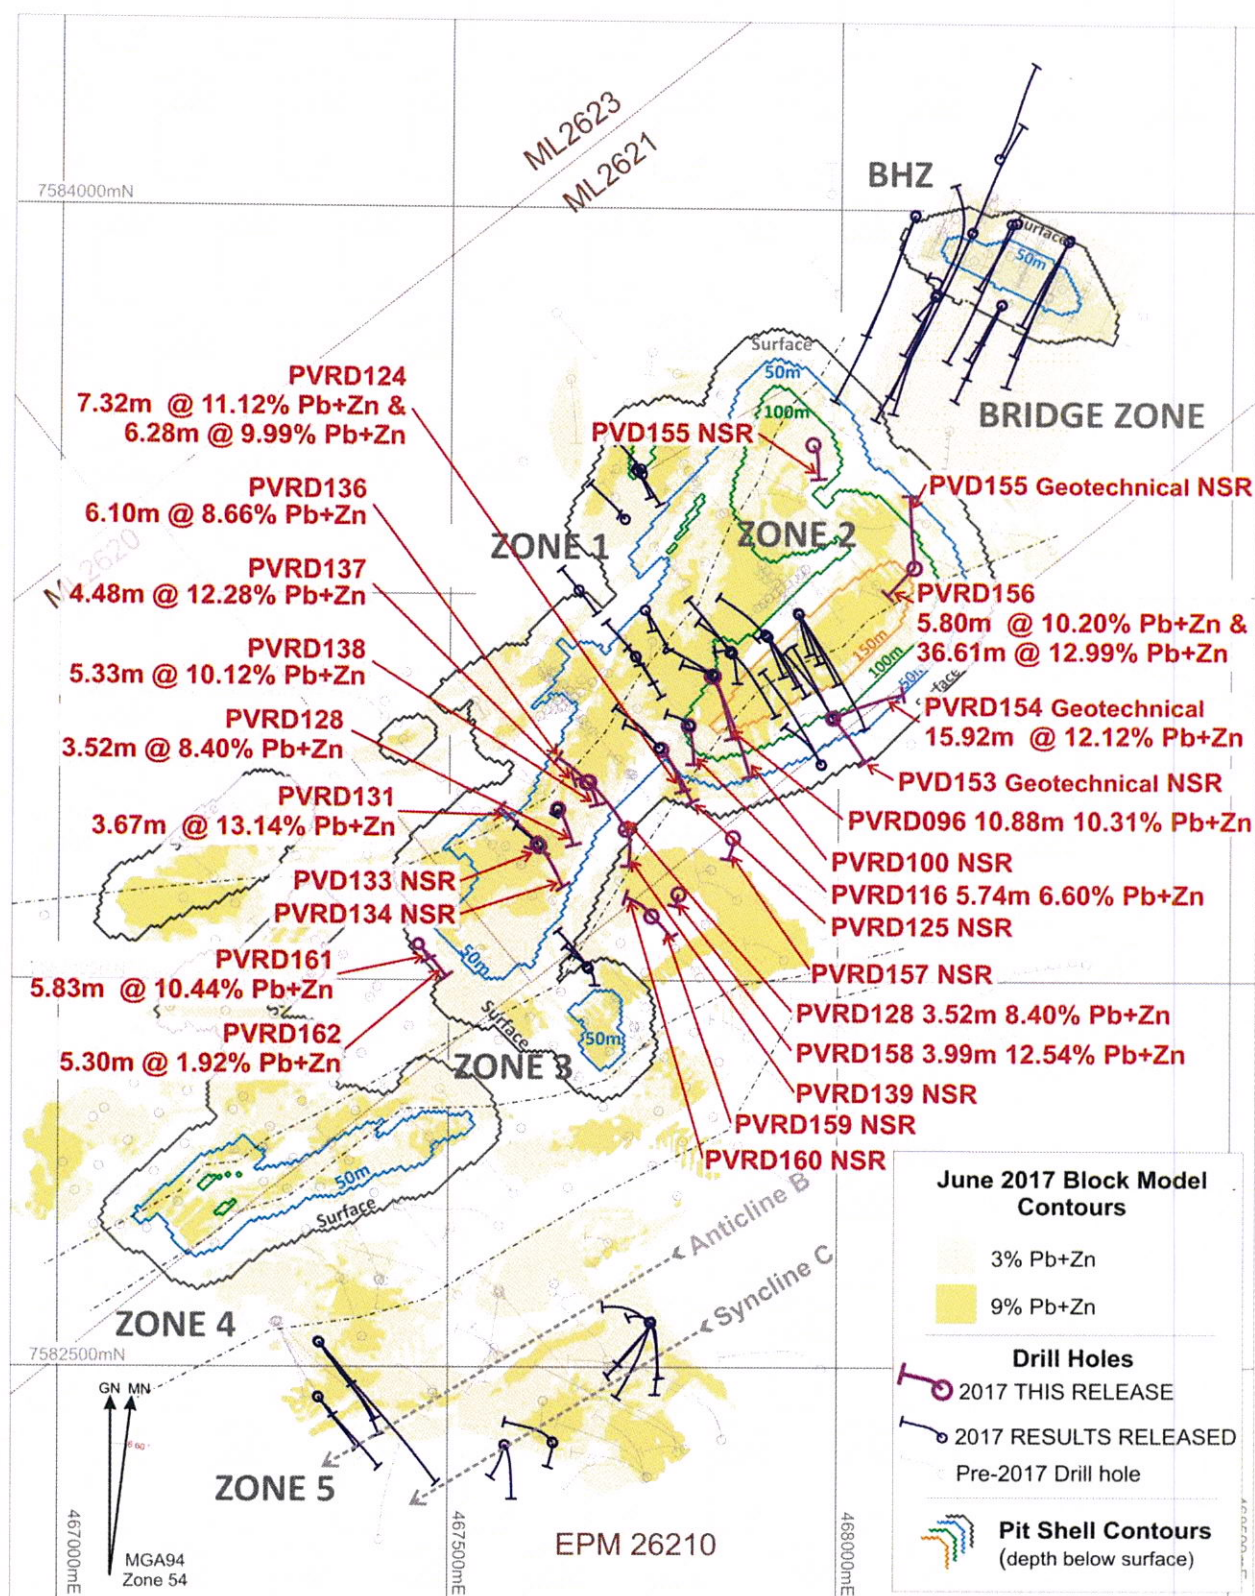 ML2623
ML2621
BHZ
7584000mN
Surface
50m
Surface
50m
100m
BRIDGE ZONE
PVRD124
7.32m @ 11.12% Pb+Zn &
6.28m @ 9.99% Pb+Zn
PVD155 NSR
PVRD136
6.10m @ 8.66% Pb+Zn
PVD155 Geotechnical NSR
ZONE 1
ZONE 2
ML2620
PVRD137
4.48m @ 12.28% Pb+Zn
PVRD156
5.80m @ 10.20% Pb+Zn &
36.61m @ 12.99% Pb+Zn
150m
100m
50m
PVRD138
5.33m @ 10.12% Pb+Zn
PVRD154 Geotechnical
15.92m @ 12.12% Pb+Zn
PVRD128
3.52m @ 8.40% Pb+Zn
PVD153 Geotechnical NSR
PVRD131
3.67m @ 13.14% Pb+Zn
PVRD096 10.88m 10.31% Pb+Zn
PVRD100 NSR
PVD133 NSR
PVRD116 5.74m 6.60% Pb+Zn
PVRD134 NSR
PVRD125 NSR
50m
PVRD161
5.83m @ 10.44% Pb+Zn
PVRD157 NSR
Surface
PVRD162
5.30m @ 1.92% Pb+Zn
50m
PVRD128 3.52m 8.40% Pb+Zn
PVRD158 3.99m 12.54% Pb+Zn
ZONE 3
PVRD139 NSR
PVRD159 NSR
PVRD160 NSR
50m
Surface
Anticline B
Syncline C
ZONE 4
7582500mN
ZONE 5
GN MN
MGA94
Zone 54
467000mE
467500mE
468000mE
EPM 26210
June 2017 Block Model
Contours
3% Pb+Zn
9% Pb+Zn
Drill Holes
2017 THIS RELEASE
2017 RESULTS RELEASED
Pre-2017 Drill hole
Pit Shell Contours
(depth below surface)